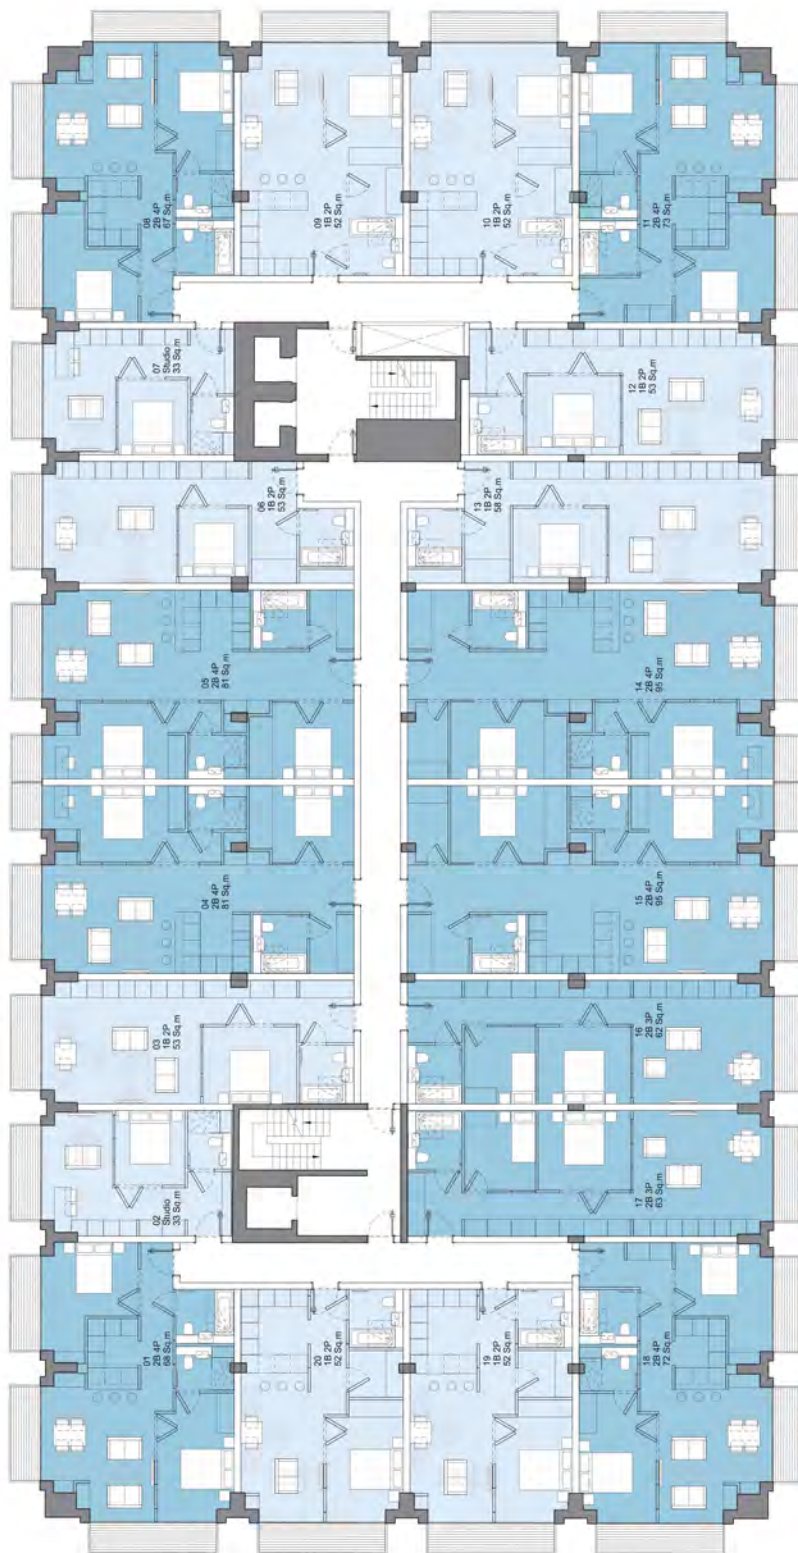 01
2B 4P
68 Sq.m
02
Studio
33 Sq.m
03
1B 2P
53 Sq.m
04
2B 4P
81 Sq.m
05
2B 4P
81 Sq.m
06
1B 2P
53 Sq.m
07
Studio
33 Sq.m
08
2B 4P
67 Sq.m
09
1B 2P
52 Sq.m
10
1B 2P
52 Sq.m
11
2B 4P
73 Sq.m
12
1B 2P
53 Sq.m
13
1B 2P
58 Sq.m
14
2B 4P
95 Sq.m
15
2B 4P
95 Sq.m
16
2B 3P
62 Sq.m
17
2B 3P
63 Sq.m
18
2B 4P
72 Sq.m
19
1B 2P
52 Sq.m
20
1B 2P
52 Sq.m